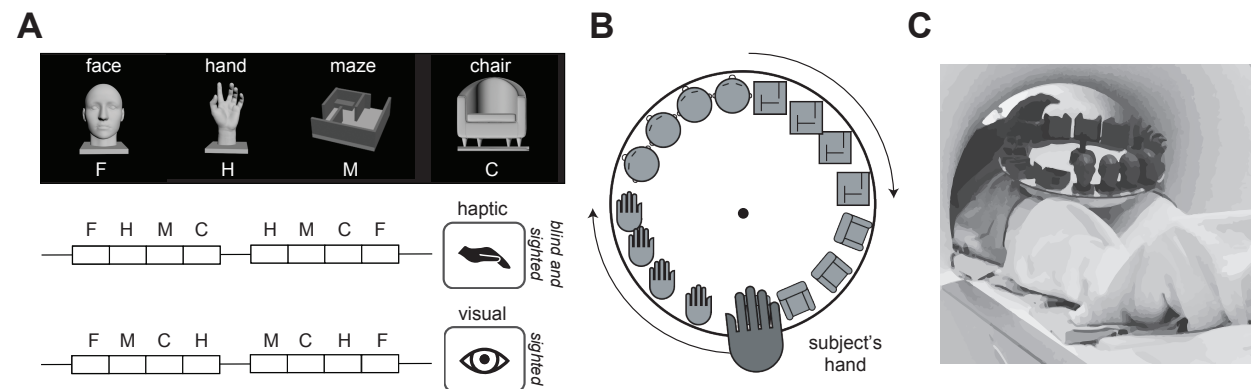 A
face hand maze chair
F H M C
haptic
F H M C H M C F
blind and
sighted
visual
F M C H M C H F
sighted
B
subject's
hand
C